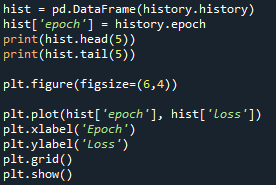 hist = pd.DataFrame(history.history)
hist['epoch'] = history.epoch
print(hist.head(5))
print(hist.tail(5))
plt.figure(figsize=(6,4))
plt.plot(hist['epoch'], hist['loss'])
plt.xlabel('Epoch')
plt.ylabel('Loss')
plt.grid()
plt.show()